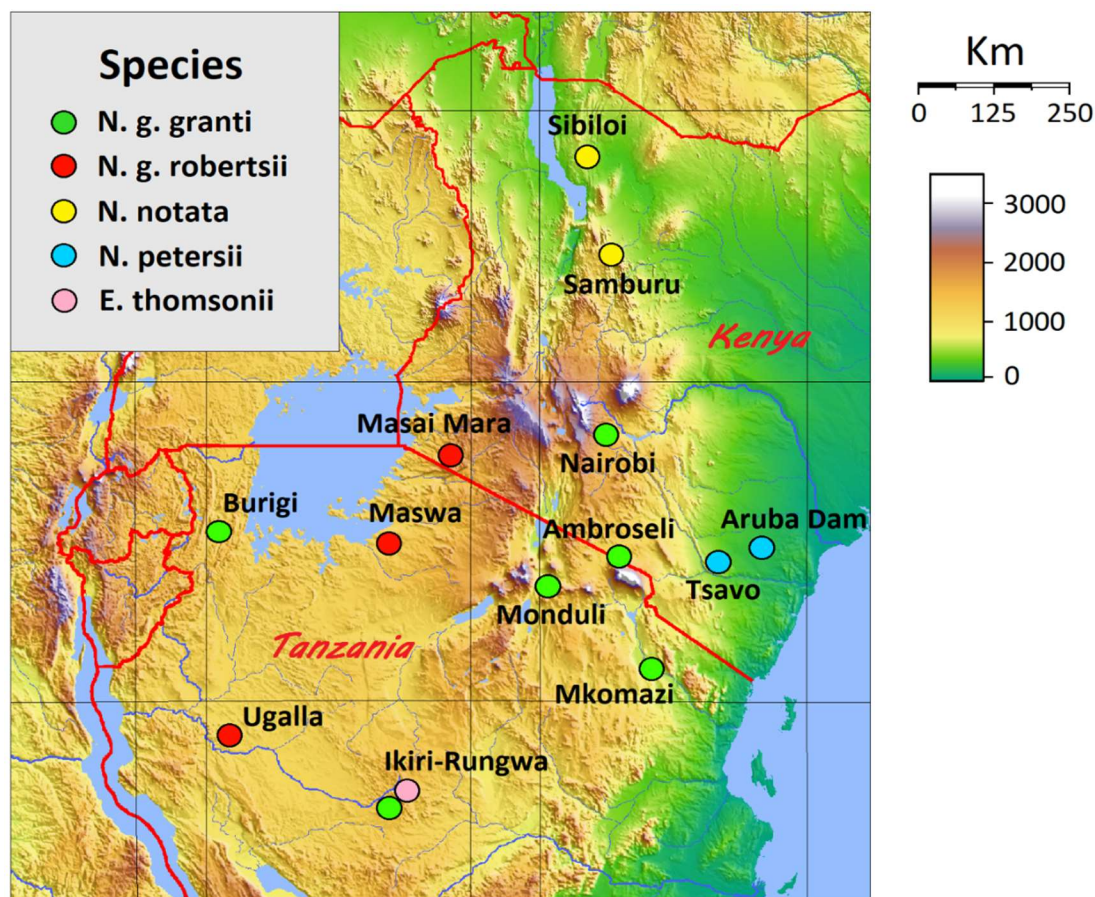 Species
N. g. granti
N. g. robertsii
N. notata
N. petersii
E. thomsonii
Km
0 125 250
3000
2000
1000
0
Sibiloi
Samburu
Kenya
Masai Mara
Nairobi
Burigi
Maswa
Ambroseli
Aruba Dam
Tsavo
Monduli
Tanzania
Mkomazi
Ugalla
Ikiri-Rungwa